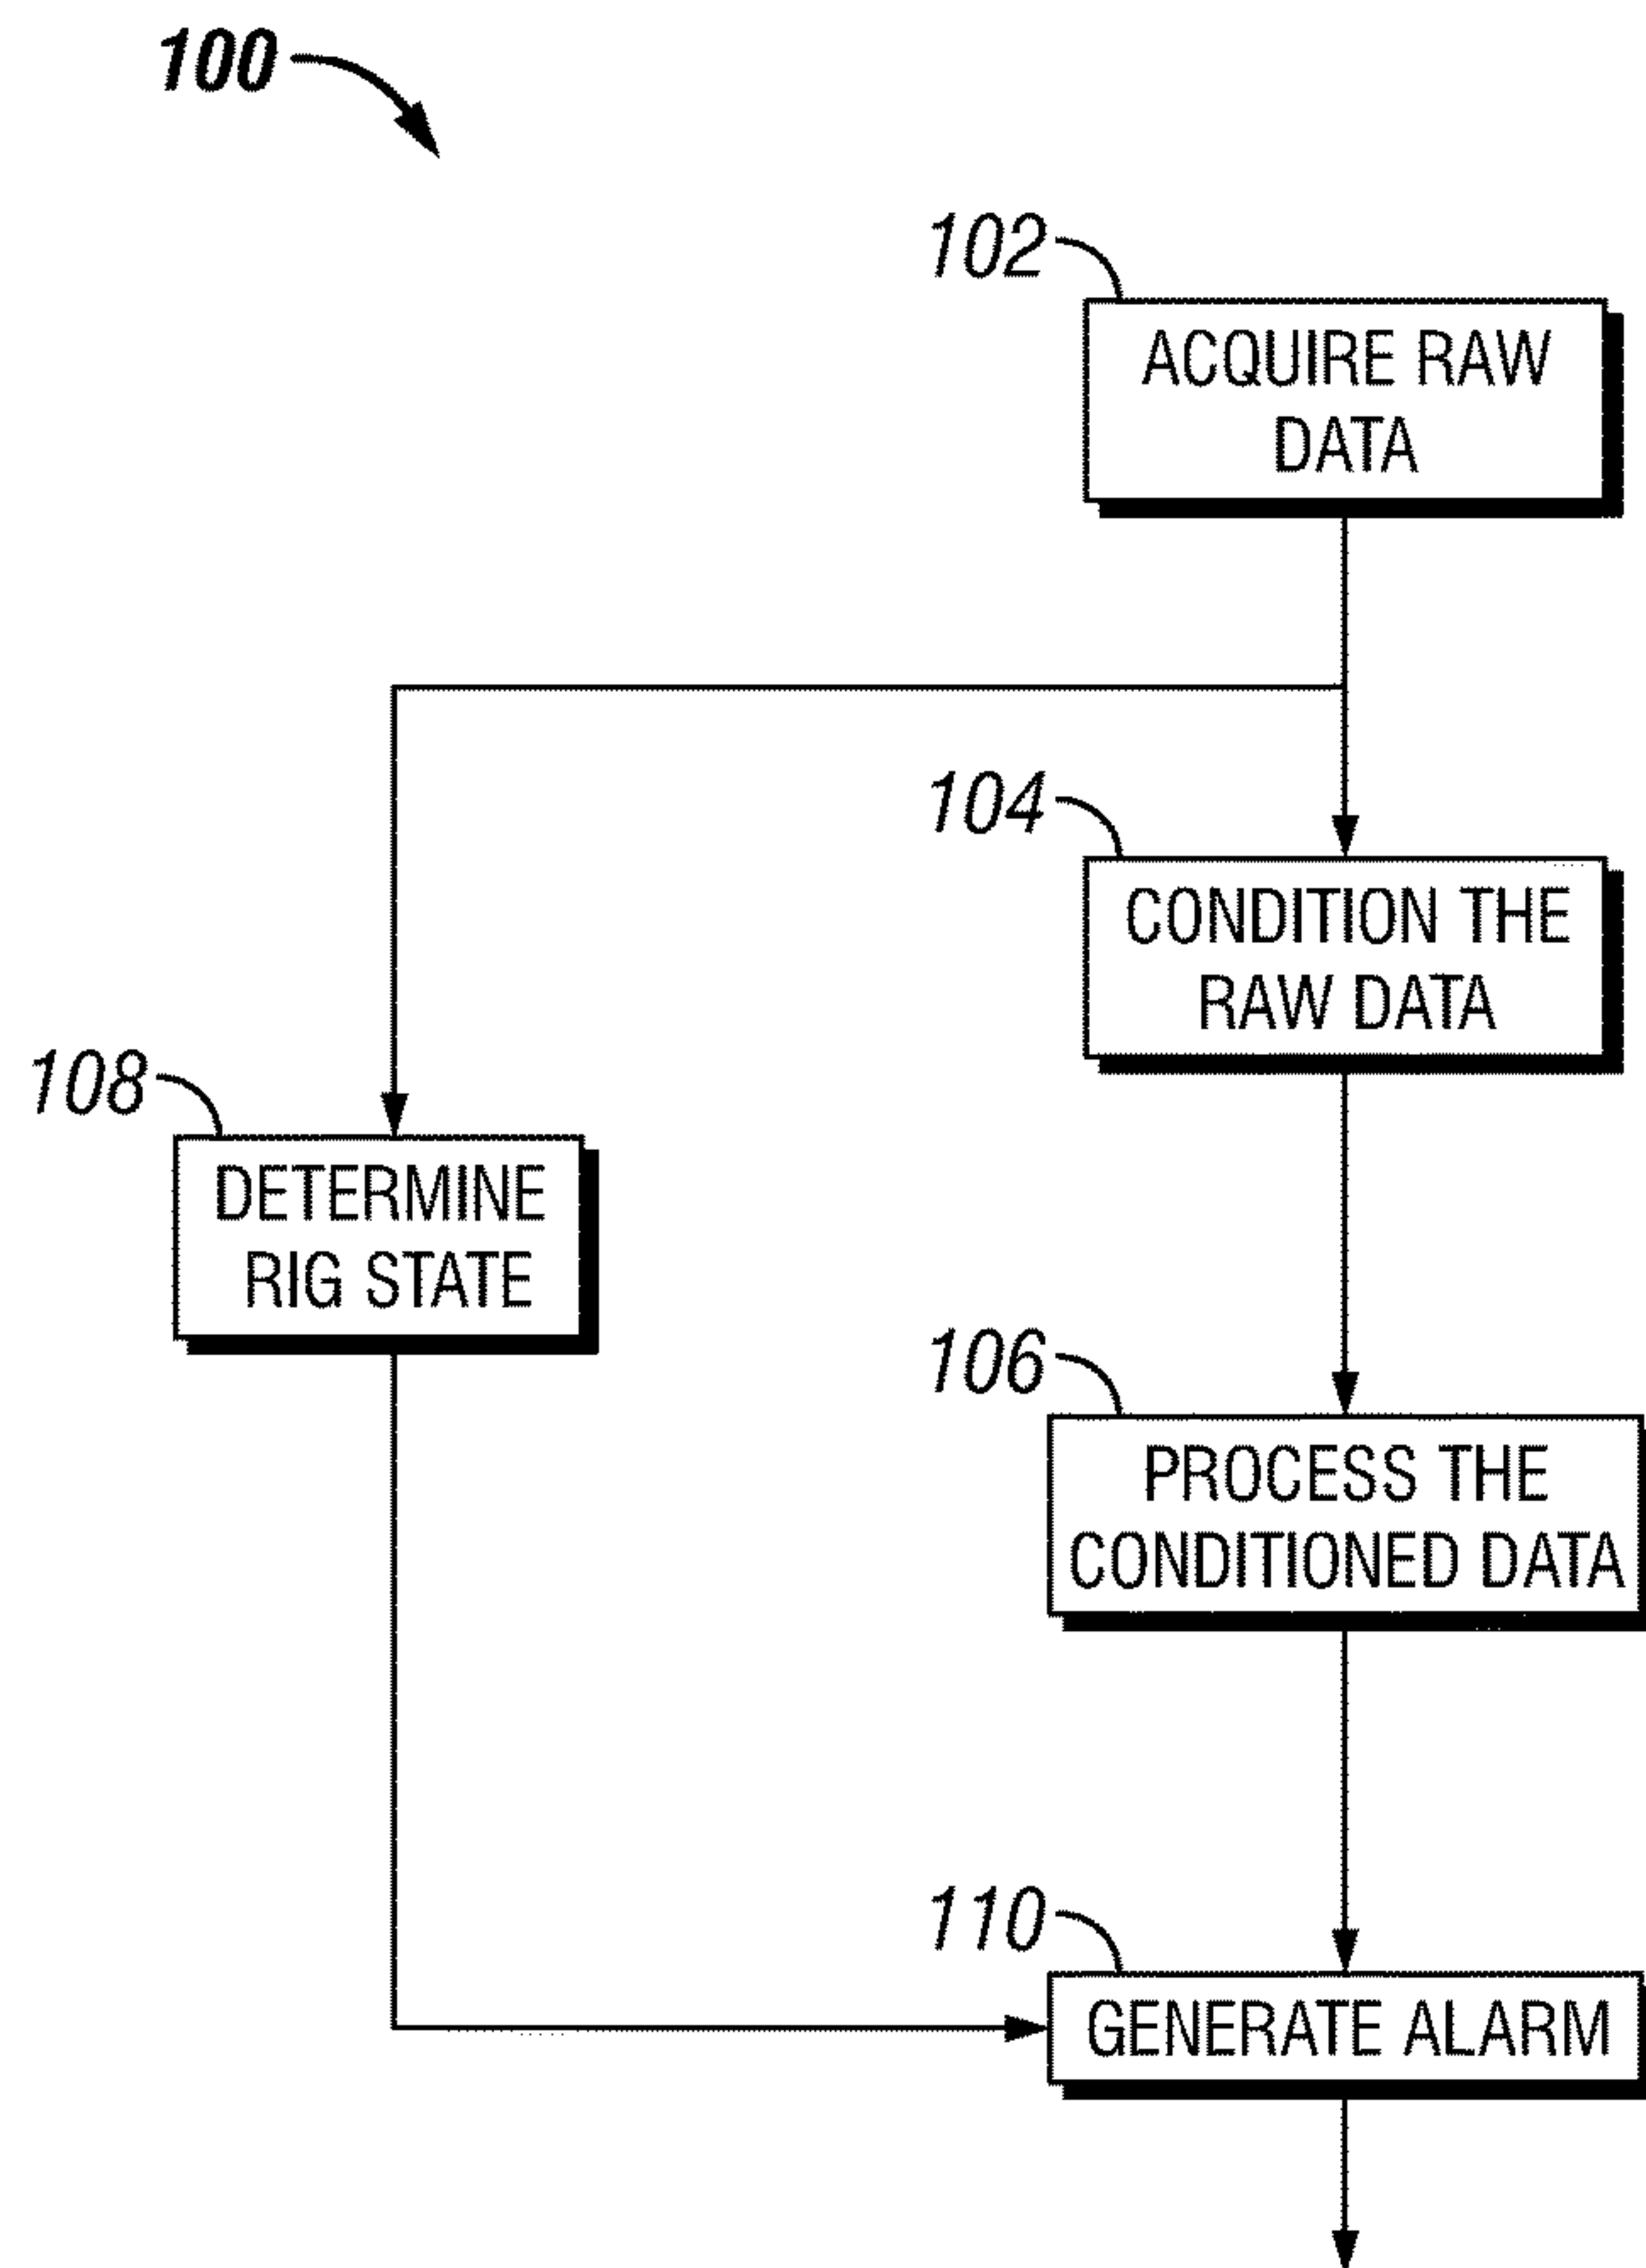 100
102
ACQUIRE RAW
DATA
104
CONDITION THE
RAW DATA
108
DETERMINE
RIG STATE
106
PROCESS THE
CONDITIONED DATA
110
GENERATE ALARM